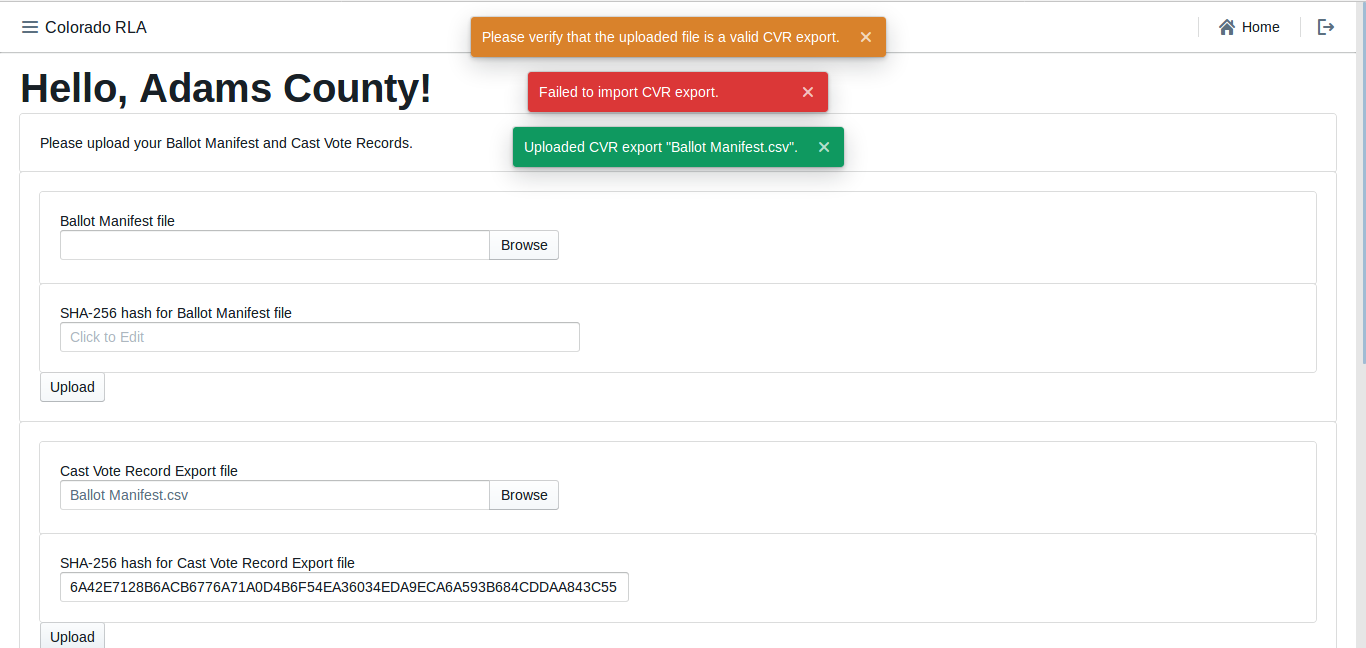 Colorado RLA
Please verify that the uploaded file is a valid CVR export.
Home
Hello, Adams County!
Failed to import CVR export.
Please upload your Ballot Manifest and Cast Vote Records.
Uploaded CVR export "Ballot Manifest.csv".
Ballot Manifest file
Browse
SHA-256 hash for Ballot Manifest file
Click to Edit
Upload
Cast Vote Record Export file
Ballot Manifest.csv
Browse
SHA-256 hash for Cast Vote Record Export file
6A42E7128B6ACB6776A71A0D4B6F54EA36034EDA9ECA6A593B684CDDAA843C55
Upload